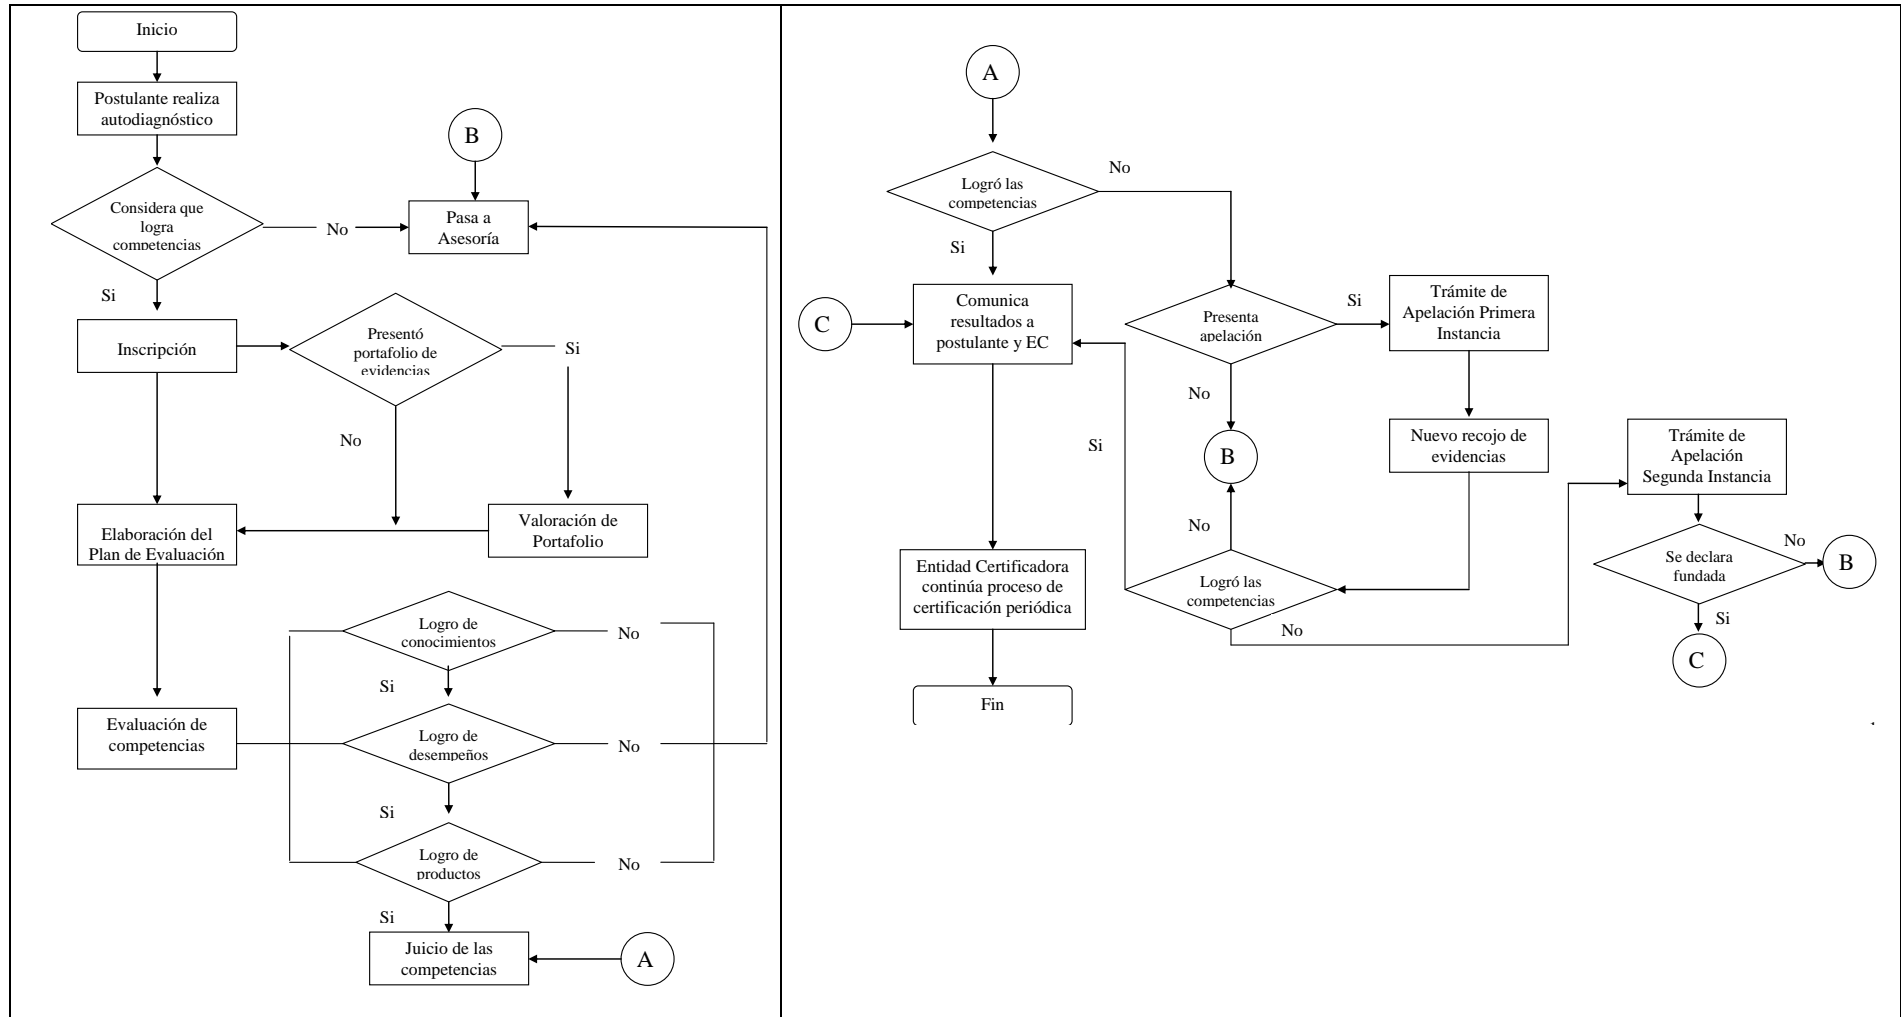 Inicio
Postulante realiza
autodiagnóstico
B
Considera que
logra
competencias
No
Pasa a
Asesoría
Si
Inscripción
Presentó
portafolio de
evidencias
Si
No
Elaboración del
Plan de Evaluación
Valoración de
Portafolio
Logro de
conocimientos
No
Si
Evaluación de
competencias
Logro de
desempeños
No
Si
Logro de
productos
No
Si
Juicio de las
competencias
A
A
Logró las
competencias
No
Si
C
Comunica
resultados a
postulante y EC
Presenta
apelación
Si
Trámite de
Apelación Primera
Instancia
No
Si
B
Nuevo recojo de
evidencias
Trámite de
Apelación
Segunda Instancia
No
Entidad Certificadora
continúa proceso de
certificación periódica
Logró las
competencias
No
Se declara
fundada
No
B
Si
C
Fin